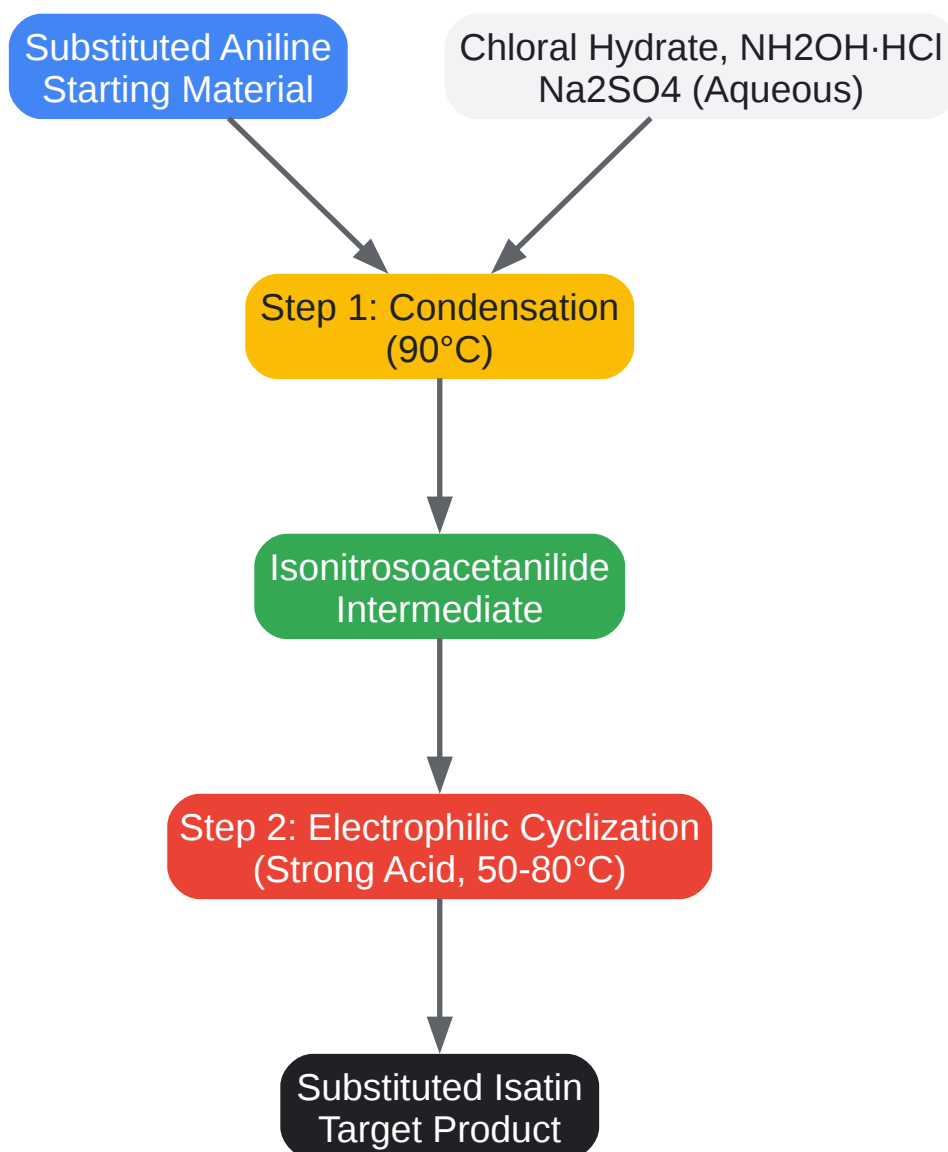 Substituted Aniline
Starting Material
Chloral Hydrate, NH2OH·HCl
Na2SO4 (Aqueous)
Step 1: Condensation
(90°C)
Isonitrosoacetanilide
Intermediate
Step 2: Electrophilic Cyclization
(Strong Acid, 50-80°C)
Substituted Isatin
Target Product